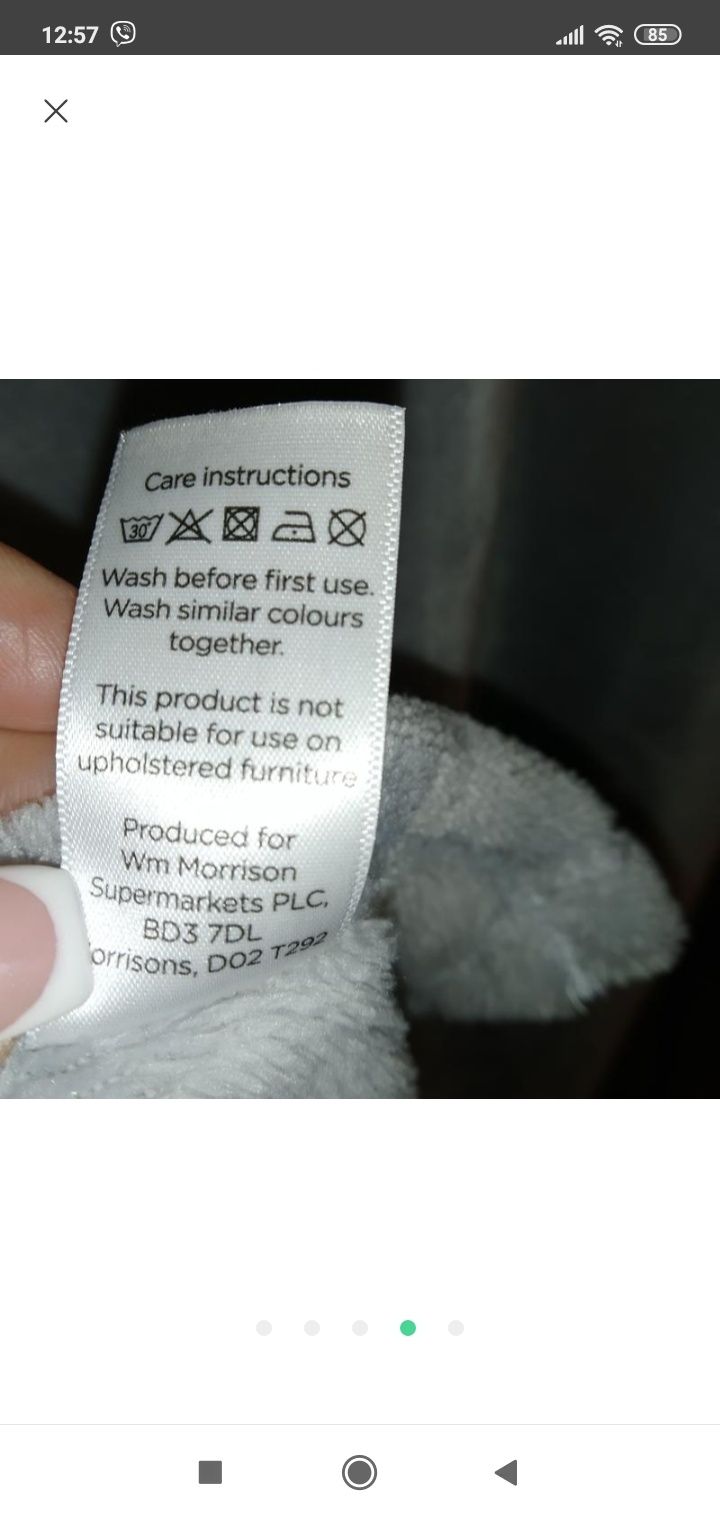 12:57
85
Care instructions
30°
Wash before first use.
Wash similar colours
together.
This product is not
suitable for use on
upholstered furniture
Produced for
Wm Morrison
Supermarkets PLC,
BD3 7DL
orrisons, D02 T292